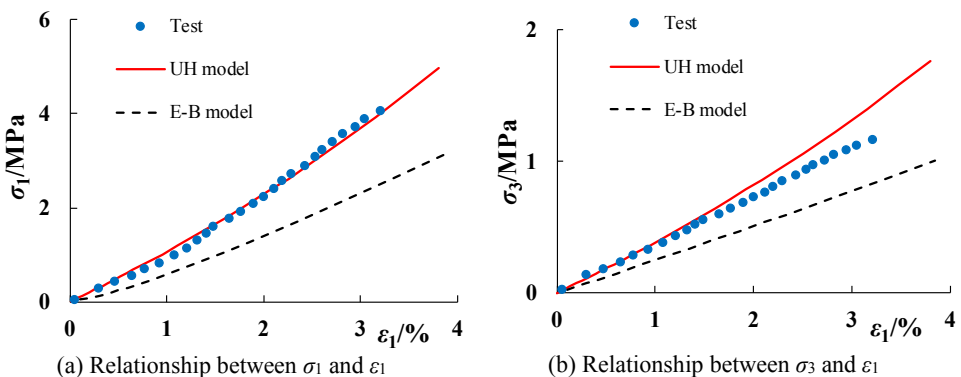 6
4
2
0
σ1/MPa
Test
UH model
E-B model
0 1 2 3 4
ε1/%
(a) Relationship between σ1 and ε1
2
1
0
σ3/MPa
Test
UH model
E-B model
0 1 2 3 4
ε1/%
(b) Relationship between σ3 and ε1